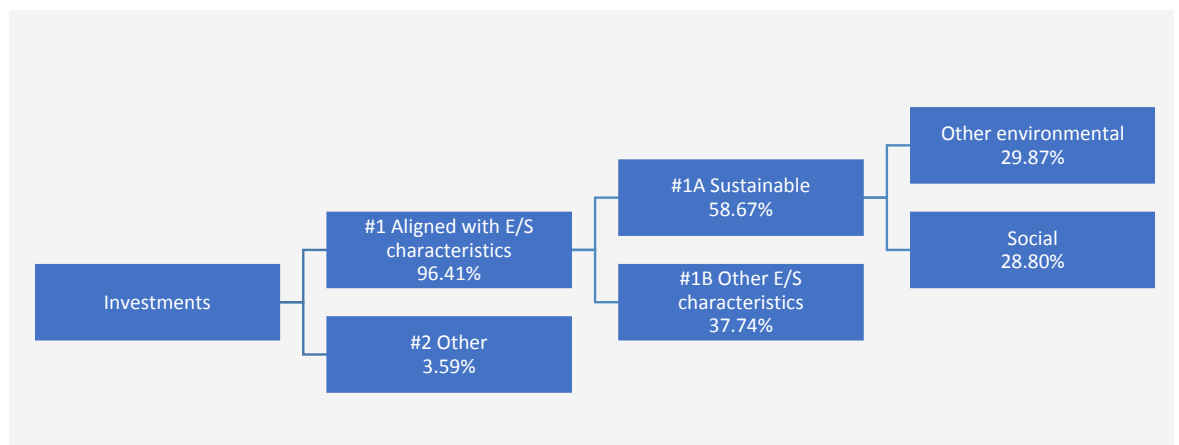 Investments
#1 Aligned with E/S
characteristics
96.41%
#2 Other
3.59%
#1A Sustainable
58.67%
#1B Other E/S
characteristics
37.74%
Other environmental
29.87%
Social
28.80%